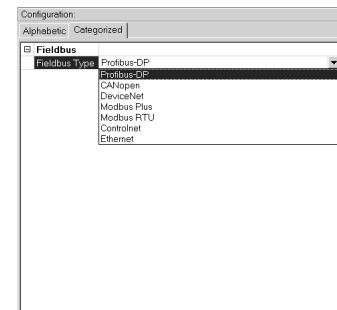 Configuration:
Alphabetic Categorized
Fieldbus
Fieldbus Type Profibus-DP
Profibus-DP
CANopen
DeviceNet
Modbus Plus
Modbus RTU
Controlnet
Ethernet